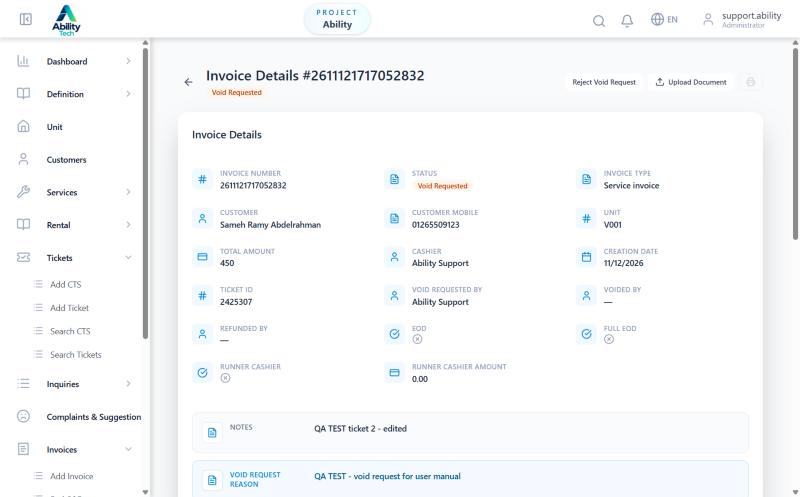 Ability
Tech
PROJECT
Ability
EN
support.ability
Administrator
Dashboard
Definition
Unit
Customers
Services
Rental
Tickets
Add CTS
Add Ticket
Search CTS
Search Tickets
Inquiries
Complaints & Suggestion
Invoices
Add Invoice
Invoice Details #2611121717052832
Void Requested
Reject Void Request
Upload Document
Invoice Details
INVOICE NUMBER
2611121717052832
STATUS
Void Requested
INVOICE TYPE
Service invoice
CUSTOMER
Sameh Ramy Abdelrahman
CUSTOMER MOBILE
01265509123
UNIT
V001
TOTAL AMOUNT
450
CASHIER
Ability Support
CREATION DATE
11/12/2026
TICKET ID
2425307
VOID REQUESTED BY
Ability Support
VOIDED BY
—
REFUNDED BY
—
EOD
FULL EOD
RUNNER CASHIER
RUNNER CASHIER AMOUNT
0.00
NOTES
QA TEST ticket 2 - edited
VOID REQUEST
REASON
QA TEST - void request for user manual